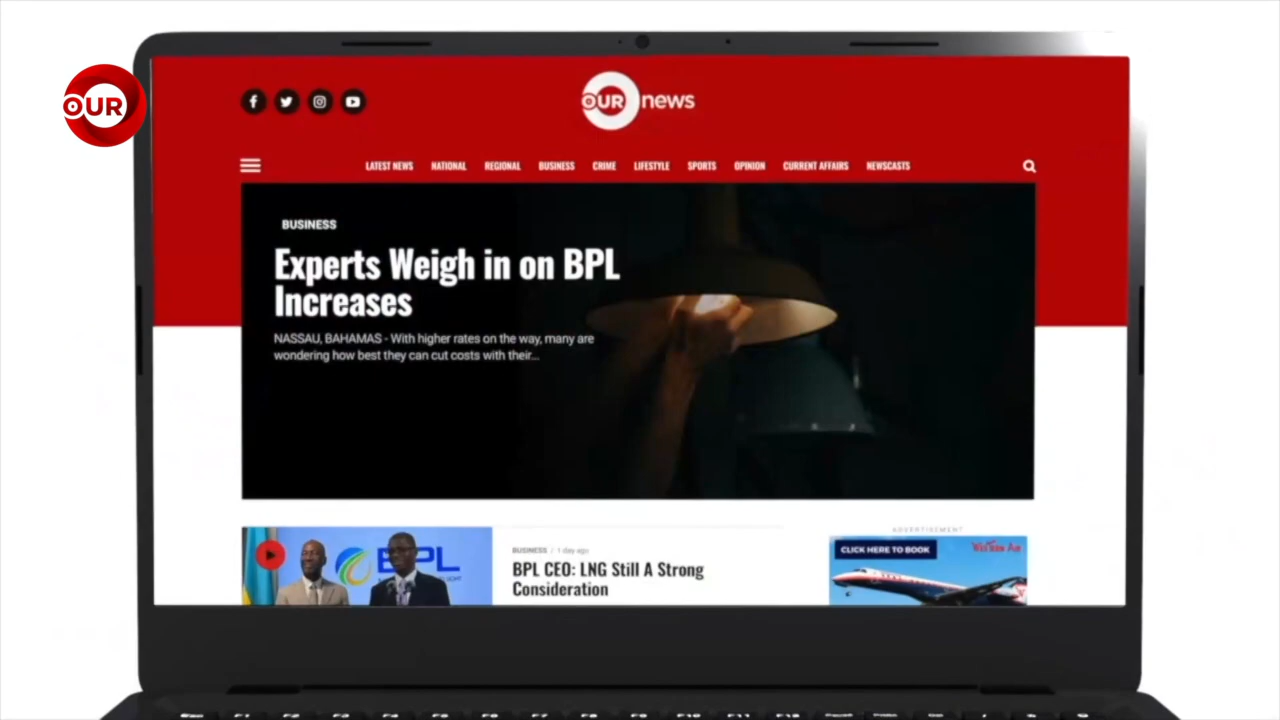 OUR
OUR news
LATEST NEWS NATIONAL REGIONAL BUSINESS CRIME LIFESTYLE SPORTS OPINION CURRENT AFFAIRS NEWSCASTS
BUSINESS
Experts Weigh in on BPL
Increases
NASSAU, BAHAMAS - With higher rates on the way, many are
wondering how best they can cut costs with their...
ADVERTISEMENT
CLICK HERE TO BOOK
Western Air
BPL
BUSINESS / 1 day ago
BPL CEO: LNG Still A Strong
Consideration